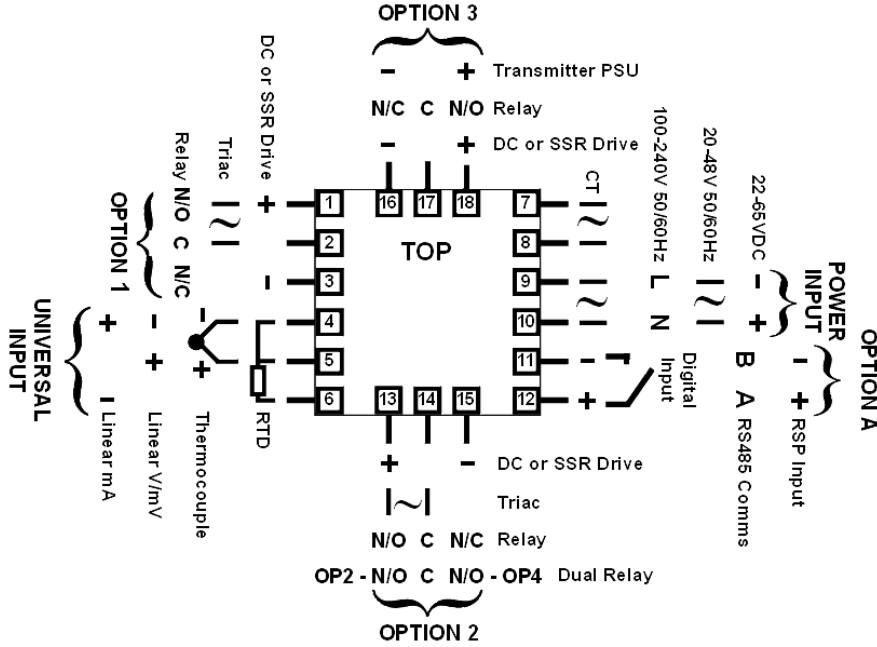 OPTION 3
- + Transmitter PSU
N/C C N/O Relay
- + DC or SSR Drive
DC or SSR Drive
Triac
Relay N/O C N/C
OPTION 1
+ -
1
2
3
4
5
6
16 17 18
TOP
13 14 15
7
8
9
10
11
12
CT
~
100-240V 50/60Hz
L N
20-48V 50/60Hz
~
22-65VDC
- +
POWER
INPUT
- +
Digital
Input
B A
RS485 Comms
- +
RSP Input
OPTION A
UNIVERSAL
INPUT
+ -
Linear mA
- +
Linear V/mV
- +
Thermocouple
RTD
+ - DC or SSR Drive
~ Triac
N/O C N/C Relay
OP2 - N/O C N/O - OP4 Dual Relay
OPTION 2